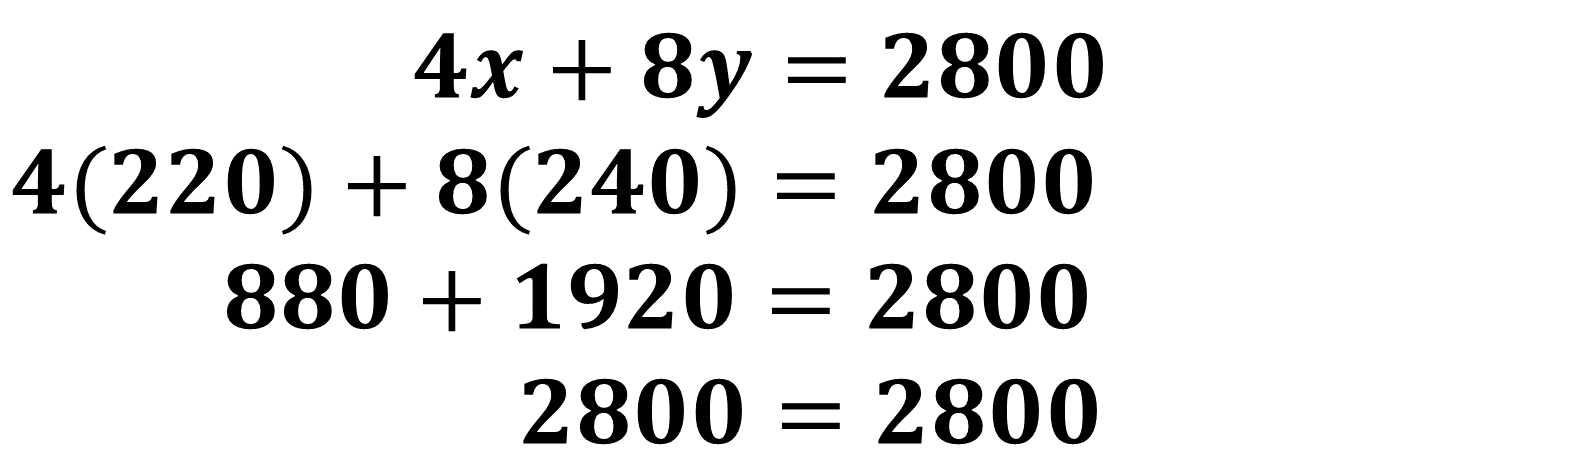 4x + 8y = 2800
4(220) + 8(240) = 2800
880 + 1920 = 2800
2800 = 2800